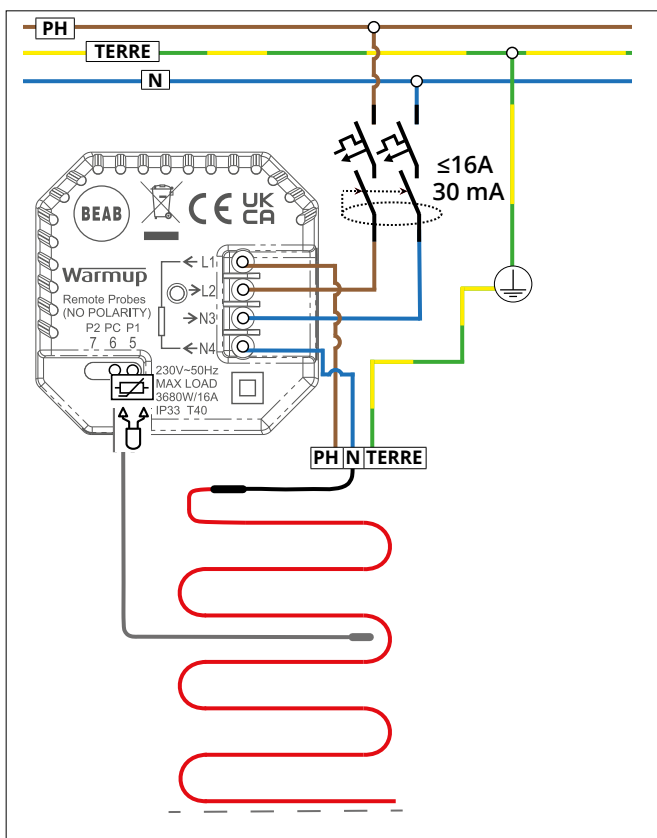 PH
TERRE
N
≤16A
30 mA
BEAB
CE UK
CA
L1
Warmup
L2
Remote Probes
(NO POLARITY)
N3
P2 PC P1
7 6 5
N4
230V~50Hz
MAX LOAD
3680W/16A
IP33 T40
PH N TERRE